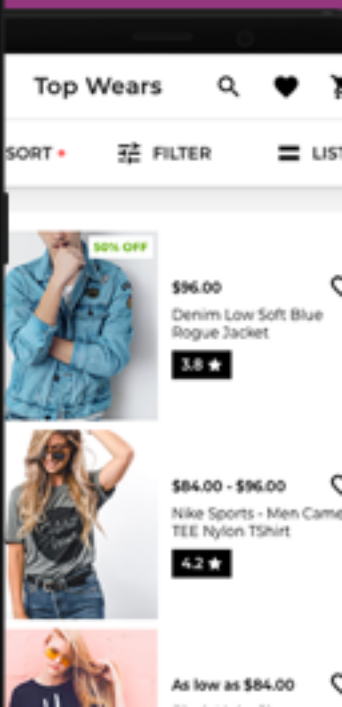 Top Wears
SORT
FILTER
LIST
50% OFF
$96.00
Denim Low Soft Blue
Rogue Jacket
3.8
$84.00 - $96.00
Nike Sports - Men Came
TEE Nylon TShirt
4.2
As low as $84.00